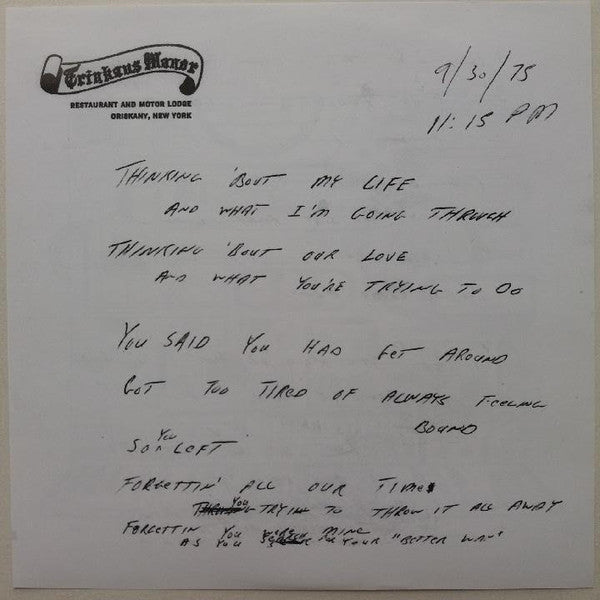 Trinkaus Manor
RESTAURANT AND MOTOR LODGE
ORISKANY, NEW YORK
9/30/75
11:15 PM
THINKING 'BOUT MY LIFE
AND WHAT I'M GOING THROUGH
THINKING 'BOUT OUR LOVE
AND WHAT YOU'RE TRYING TO DO
YOU SAID YOU HAD GET AROUND
GOT TOO TIRED OF ALWAYS FEELING
BOUND
SO YOU LEFT
FORGETTIN' ALL OUR TIMES
YOU TRYIN TO THROW IT ALL AWAY
FORGETTIN YOU WERE MINE
AS YOU YOUR "BETTER WAY"